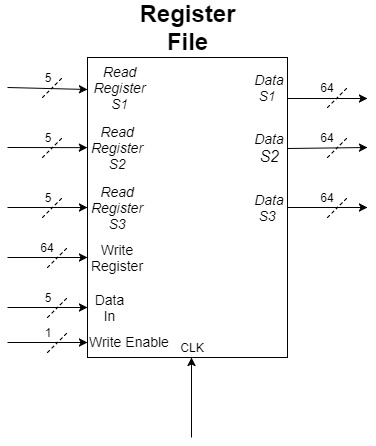 Register
File
5
Read
Register
S1
Data
S1
64
5
Read
Register
S2
Data
S2
64
5
Read
Register
S3
Data
S3
64
64
Write
Register
5
Data
In
1
Write Enable
CLK